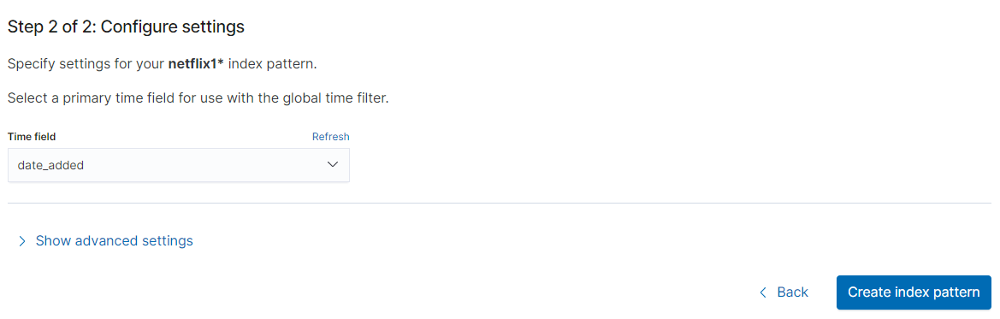 Step 2 of 2: Configure settings
Specify settings for your netflix1* index pattern.
Select a primary time field for use with the global time filter.
Time field Refresh
date_added
Show advanced settings
Back Create index pattern